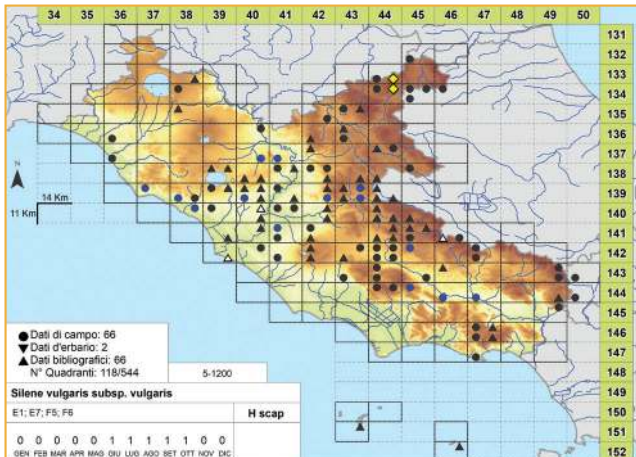 34 35 36 37 38 39 40 41 42 43 44 45 46 47 48 49 50
131
132
133
134
135
136
137
138
139
140
141
142
143
144
145
146
147
148
149
150
151
152
N
14 Km
11 Km
● Dati di campo: 66
▼ Dati d'erbario: 2
▲ Dati bibliografici: 66
N° Quadranti: 118/544
5-1200
Silene vulgaris subsp. vulgaris
E1; E7; F5; F6
H scap
0 0 0 0 0 1 1 1 1 1 0 0
GEN FEB MAR APR MAG GIU LUG AGO SET OTT NOV DIC